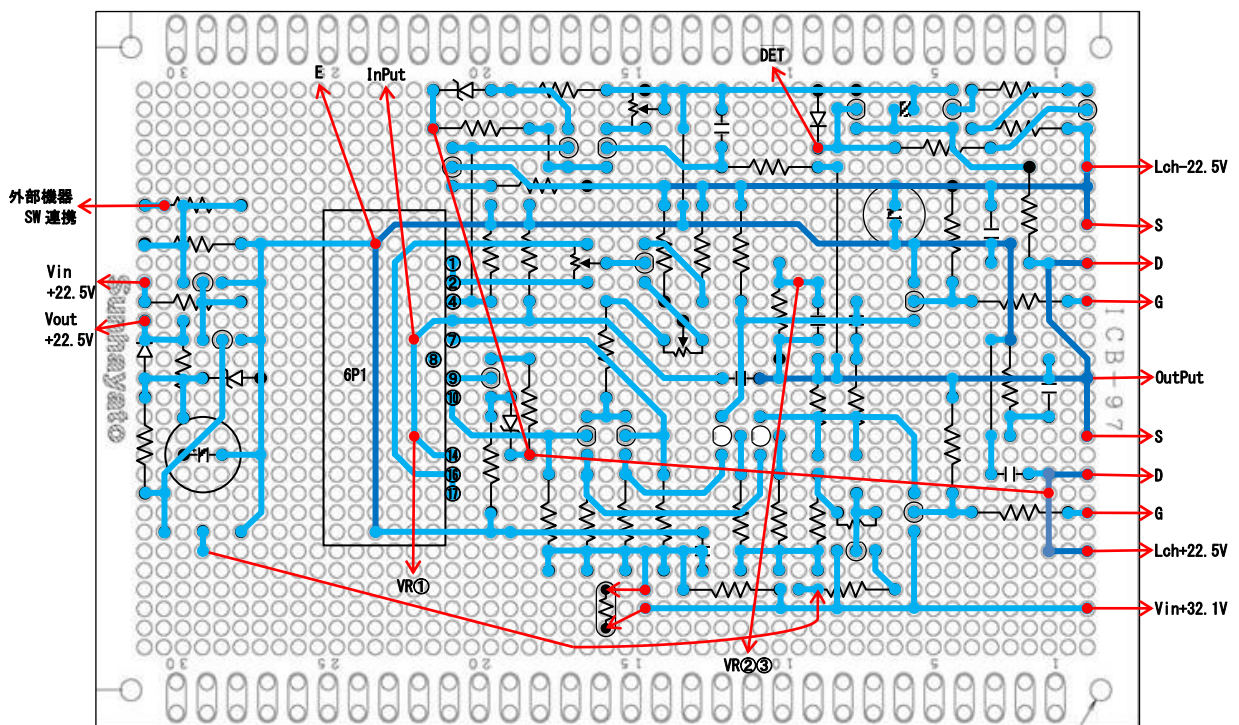 30
25
20
15
1
5
1
E
InPut
DET
外部機器
SW 連携
Lch-22.5V
S
Vin
+22.5V
①
D
②
Vout
+22.5V
④
G
⑦
⑧
6P1
⑨
OutPut
⑩
S
⑭
⑯
D
⑰
G
Lch+22.5V
VR①
Vin+32.1V
VR②③
30
25
20
15
10
5
1
Sunhayato
ICB-97